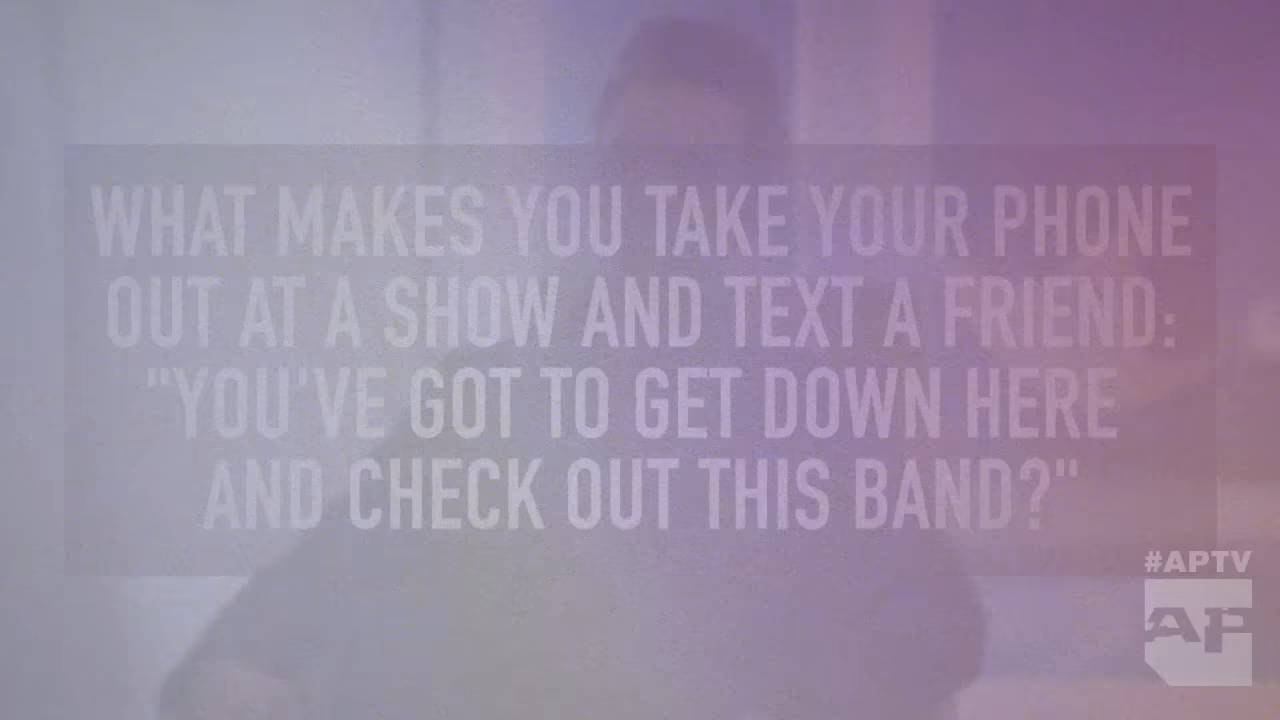 WHAT MAKES YOU TAKE YOUR PHONE
OUT AT A SHOW AND TEXT A FRIEND:
"YOU'VE GOT TO GET DOWN HERE
AND CHECK OUT THIS BAND?"
#APTV
AP